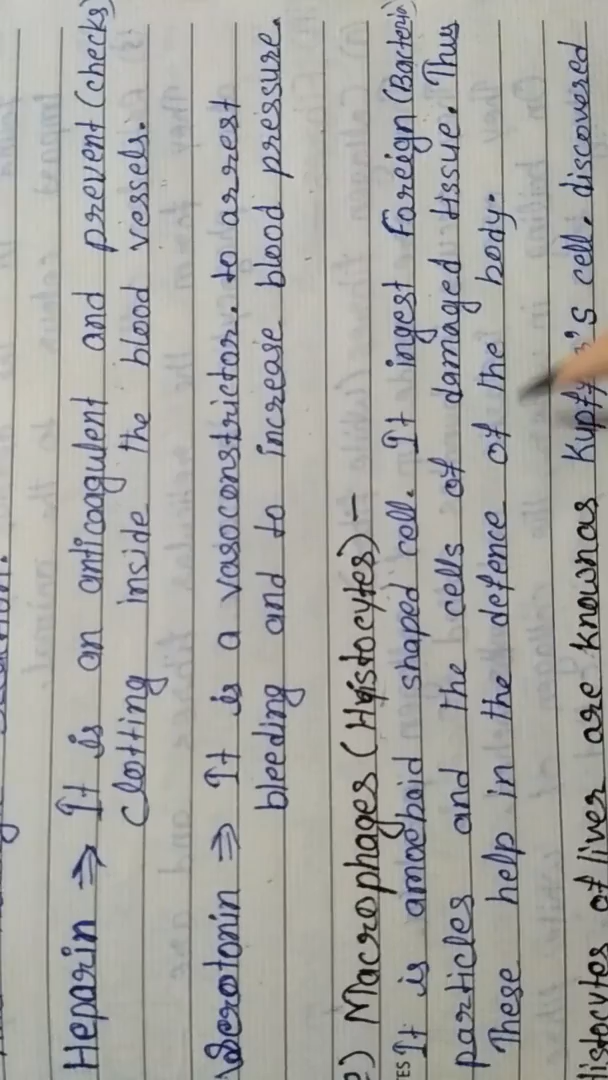 Heparin ⇒ It is an anticoagulent and prevent (checks)
Clotting inside the blood vessels.
Serotonin ⇒ It is a vasoconstrictor, to arrest
bleeding and to increase blood pressure.
) Macrophages (Hystocytes) –
It is amoebaid shaped cell. It ingest Foreign (Bacteria)
particles and the cells of damaged tissue. Thus
These help in the defence of the body.
Histocytes of liver are known as cell. discovered